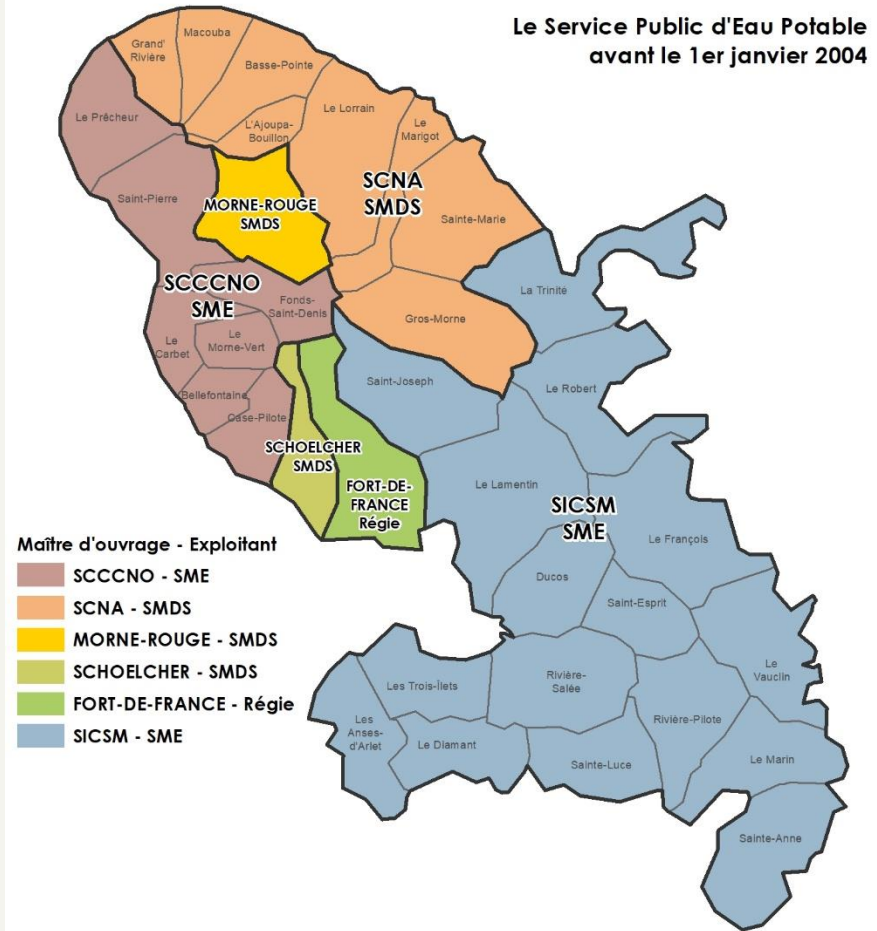 Le Service Public d'Eau Potable
avant le 1er janvier 2004
Grand'
Rivière
Macouba
Basse-Pointe
Le Prêcheur
L'Ajoupa-
Bouillon
Le Lorrain
Le
Marigot
Saint-Pierre
MORNE-ROUGE
SMDS
SCNA
SMDS
Sainte-Marie
SCCCNO
SME
Fonds-
Saint-Denis
La Trinité
Gros-Morne
Le
Carbet
Le
Morne-Vert
Saint-Joseph
Le Robert
Bellefontaine
Case-Pilote
SCHOELCHER
SMDS
FORT-DE-
FRANCE
Régie
Le Lamentin
SICSM
SME
Le François
Ducos
Saint-Esprit
Le
Vauclin
Les Trois-Îlets
Rivière-
Salée
Rivière-Pilote
Les
Anses-
d'Arlet
Le Diamant
Sainte-Luce
Le Marin
Sainte-Anne
Maître d'ouvrage - Exploitant
SCCCNO - SME
SCNA - SMDS
MORNE-ROUGE - SMDS
SCHOELCHER - SMDS
FORT-DE-FRANCE - Régie
SICSM - SME